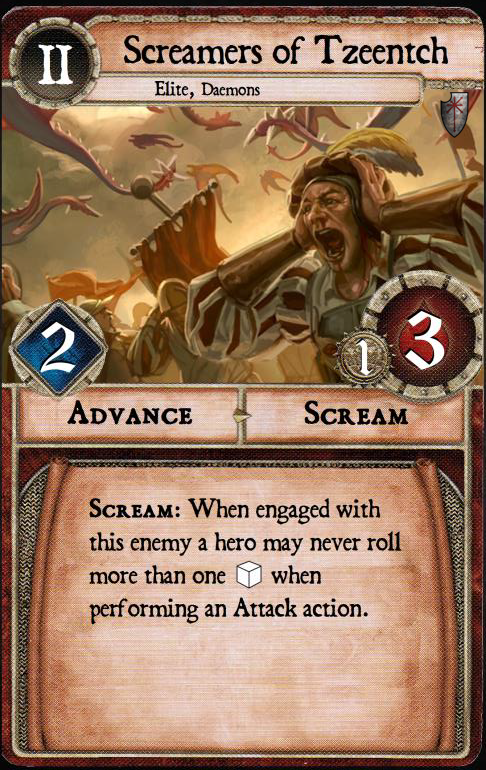 II
Screamers of Tzeentch
Elite, Daemons
2
1
3
Advance
Scream
Scream: When engaged with
this enemy a hero may never roll
more than one when
performing an Attack action.